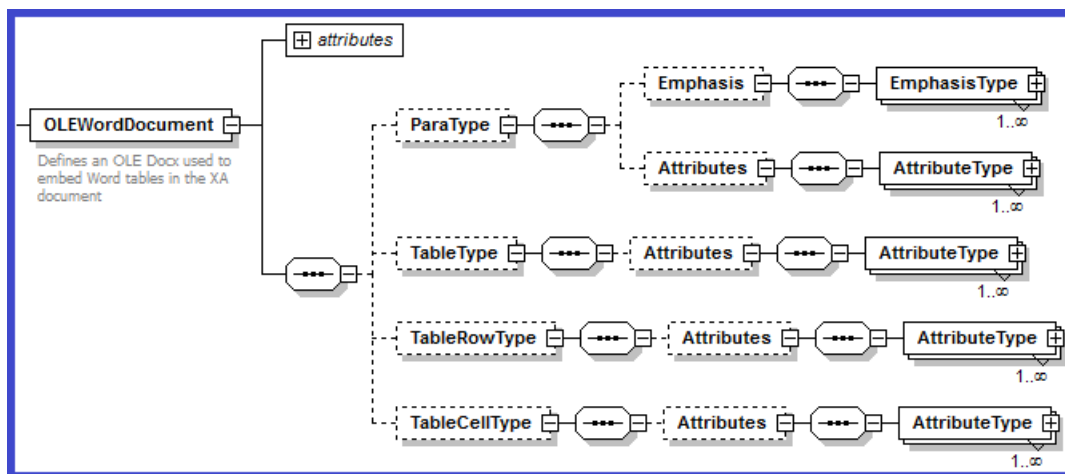 attributes
Emphasis
EmphasisType
1..∞
OLEWordDocument
ParaType
Defines an OLE Docx used to
embed Word tables in the XA
document
Attributes
AttributeType
1..∞
TableType
Attributes
AttributeType
1..∞
TableRowType
Attributes
AttributeType
1..∞
TableCellType
Attributes
AttributeType
1..∞